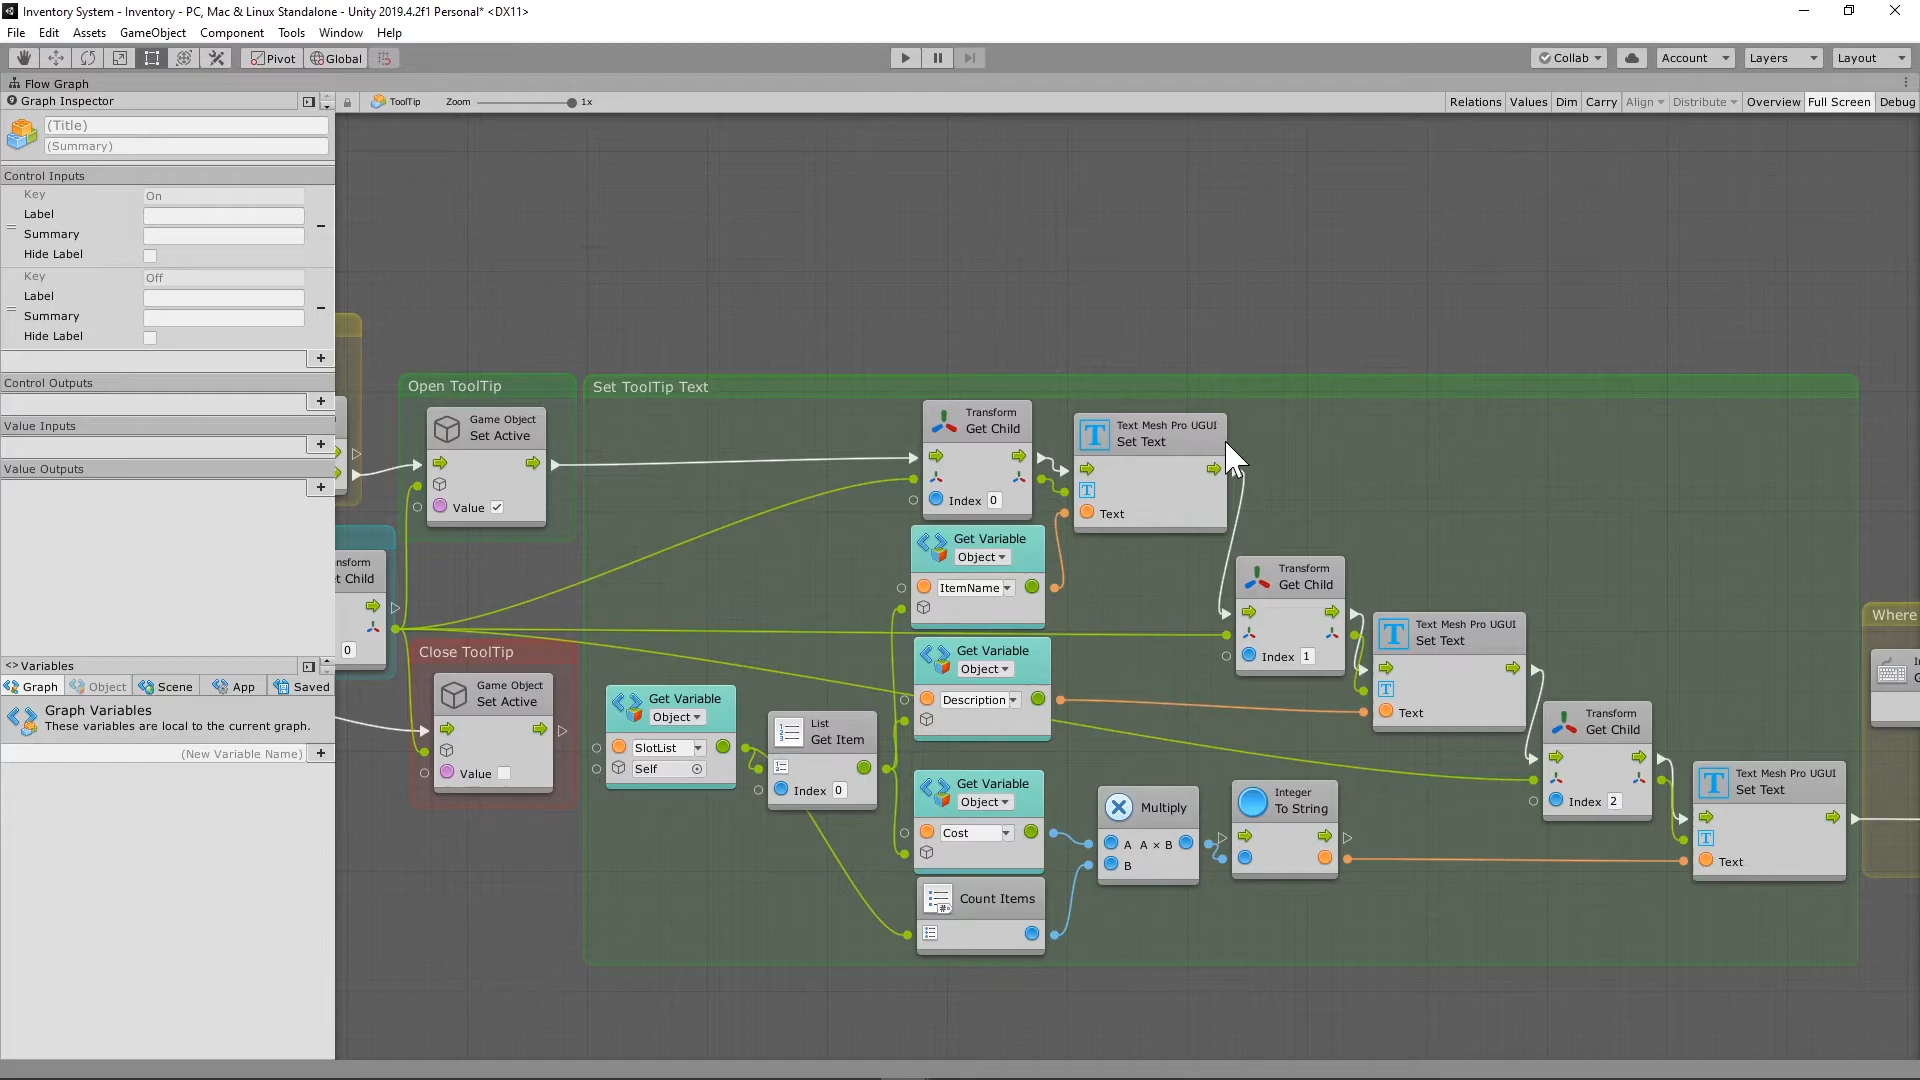 Inventory System - Inventory - PC, Mac & Linux Standalone - Unity 2019.4.2f1 Personal* <DX11>
File Edit Assets GameObject Component Tools Window Help
Pivot Global Collab Account Layers Layout
Flow Graph
Graph Inspector ToolTip Zoom 1x Relations Values Dim Carry Align Distribute Overview Full Screen Debug
(Title)
(Summary)
Control Inputs
Key On
Label
Summary
Hide Label
Key Off
Label
Summary
Hide Label
Control Outputs
Value Inputs
Value Outputs
<> Variables
Graph Object Scene App Saved
Graph Variables
These variables are local to the current graph.
(New Variable Name)
Open ToolTip
Game Object
Set Active
Value
nsform
t Child
0
Close ToolTip
Game Object
Set Active
Value
Set ToolTip Text
Transform
Get Child
Index 0
Text Mesh Pro UGUI
Set Text
Text
Get Variable
Object
ItemName
Get Variable
Object
Description
Get Variable
Object
SlotList
Self
List
Get Item
Index 0
Get Variable
Object
Cost
Count Items
Multiply
A A × B
B
Integer
To String
Transform
Get Child
Index 1
Text Mesh Pro UGUI
Set Text
Text
Transform
Get Child
Index 2
Text Mesh Pro UGUI
Set Text
Text
Where